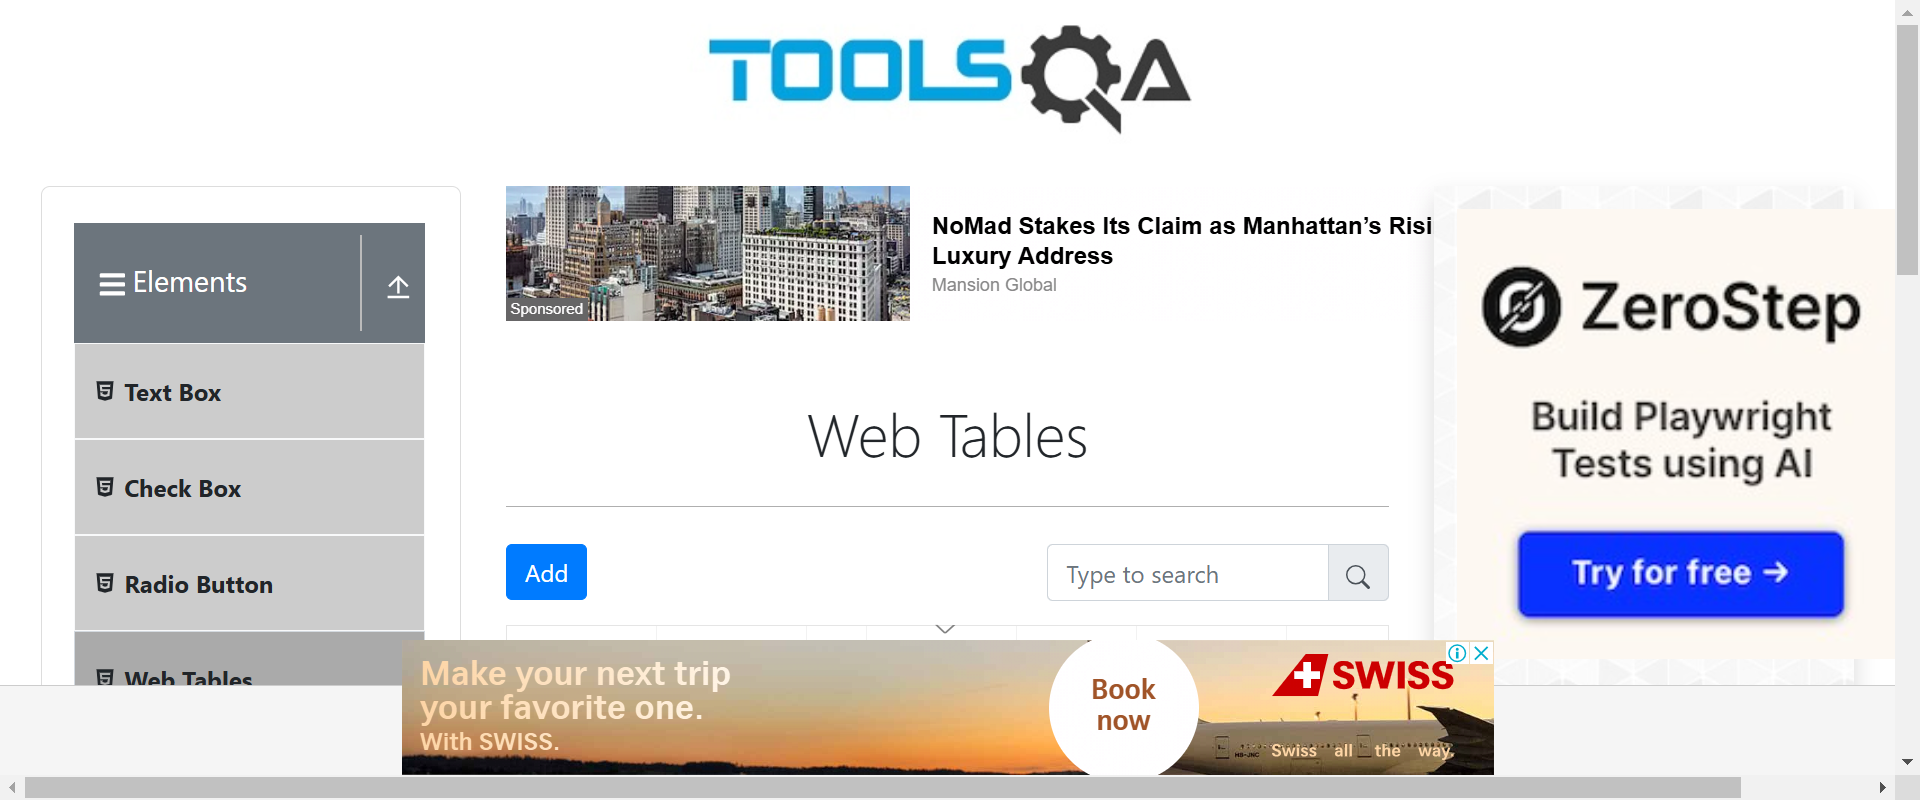 TOOLSQA
Elements
Text Box
Check Box
Radio Button
Web Tables
Sponsored
NoMad Stakes Its Claim as Manhattan’s Risi
Luxury Address
Mansion Global
Web Tables
Add
Type to search
ZeroStep
Build Playwright
Tests using AI
Try for free →
Make your next trip
your favorite one.
With SWISS.
Book
now
SWISS
Swiss all the way.